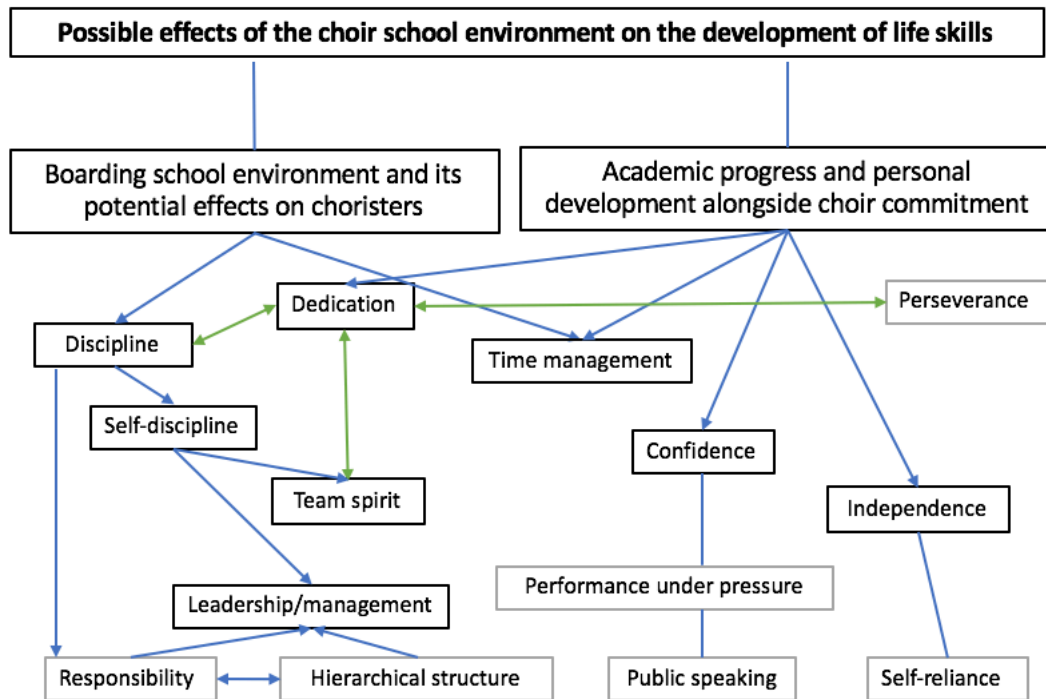 Possible effects of the choir school environment on the development of life skills
Boarding school environment and its
potential effects on choristers
Academic progress and personal
development alongside choir commitment
Dedication
Perseverance
Discipline
Time management
Self-discipline
Confidence
Team spirit
Independence
Performance under pressure
Leadership/management
Responsibility
Hierarchical structure
Public speaking
Self-reliance